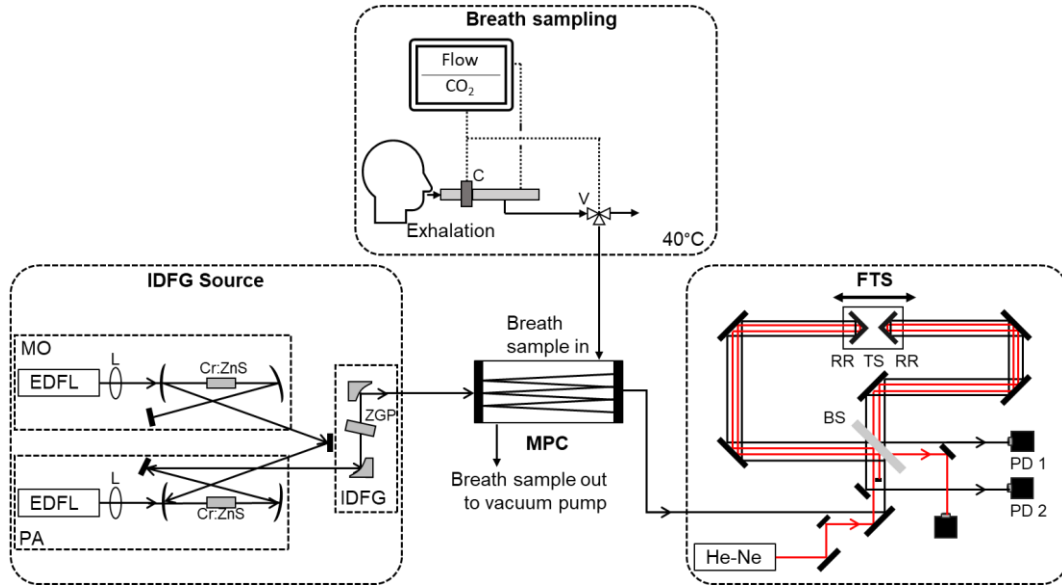 Breath sampling
Flow
CO₂
C
V
Exhalation
40°C
IDFG Source
MO
L
EDFL
Cr:ZnS
ZGP
IDFG
L
EDFL
Cr:ZnS
PA
Breath
sample in
MPC
Breath sample out
to vacuum pump
FTS
RR TS RR
BS
PD 1
PD 2
He-Ne